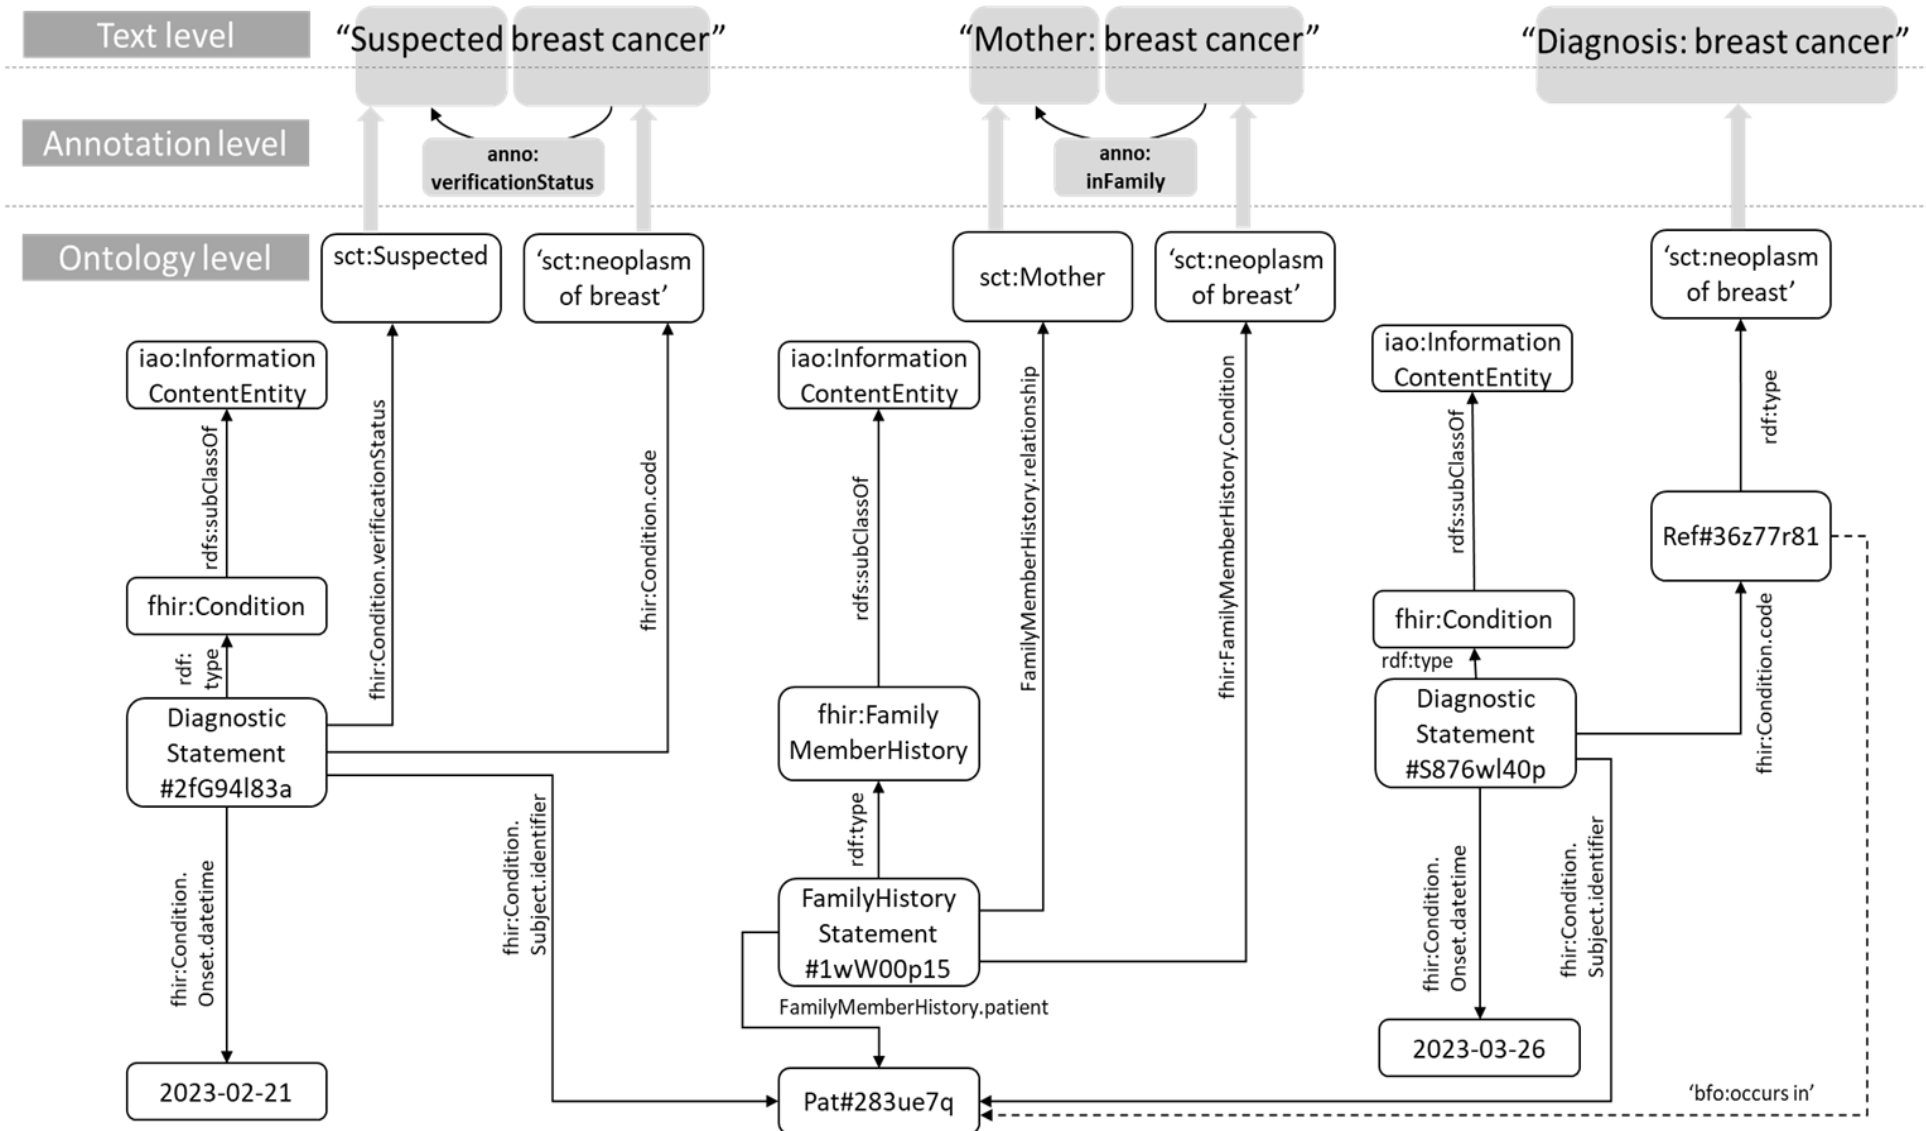 Text level
“Suspected breast cancer”
“Mother: breast cancer”
“Diagnosis: breast cancer”
Annotation level
anno:
verificationStatus
anno:
inFamily
Ontology level
sct:Suspected
‘sct:neoplasm
of breast’
sct:Mother
‘sct:neoplasm
of breast’
‘sct:neoplasm
of breast’
iao:Information
ContentEntity
iao:Information
ContentEntity
iao:Information
ContentEntity
rdfs:subClassOf
fhir:Condition.verificationStatus
fhir:Condition.code
rdfs:subClassOf
FamilyMemberHistory.relationship
fhir:FamilyMemberHistory.Condition
rdfs:subClassOf
rdf:type
Ref#36z77r81
fhir:Condition
fhir:Condition
rdf:
type
rdf:type
fhir:Condition.code
Diagnostic
Statement
#2fG94l83a
fhir:Family
MemberHistory
Diagnostic
Statement
#S876wl40p
rdf:type
fhir:Condition.
Onset.datetime
fhir:Condition.
Subject.identifier
FamilyHistory
Statement
#1wW00p15
fhir:Condition.
Onset.datetime
fhir:Condition.
Subject.identifier
FamilyMemberHistory.patient
2023-02-21
Pat#283ue7q
2023-03-26
‘bfo:occurs in’